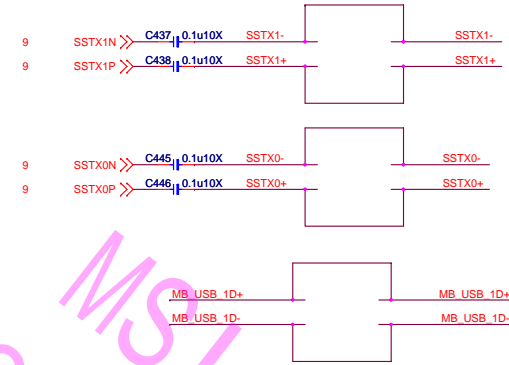 9 SSTX1N C437 0.1u10X SSTX1- SSTX1-
9 SSTX1P C438 0.1u10X SSTX1+ SSTX1+
9 SSTX0N C445 0.1u10X SSTX0- SSTX0-
9 SSTX0P C446 0.1u10X SSTX0+ SSTX0+
MB_USB_1D+ MB_USB_1D+
MB_USB_1D- MB_USB_1D-
MSI